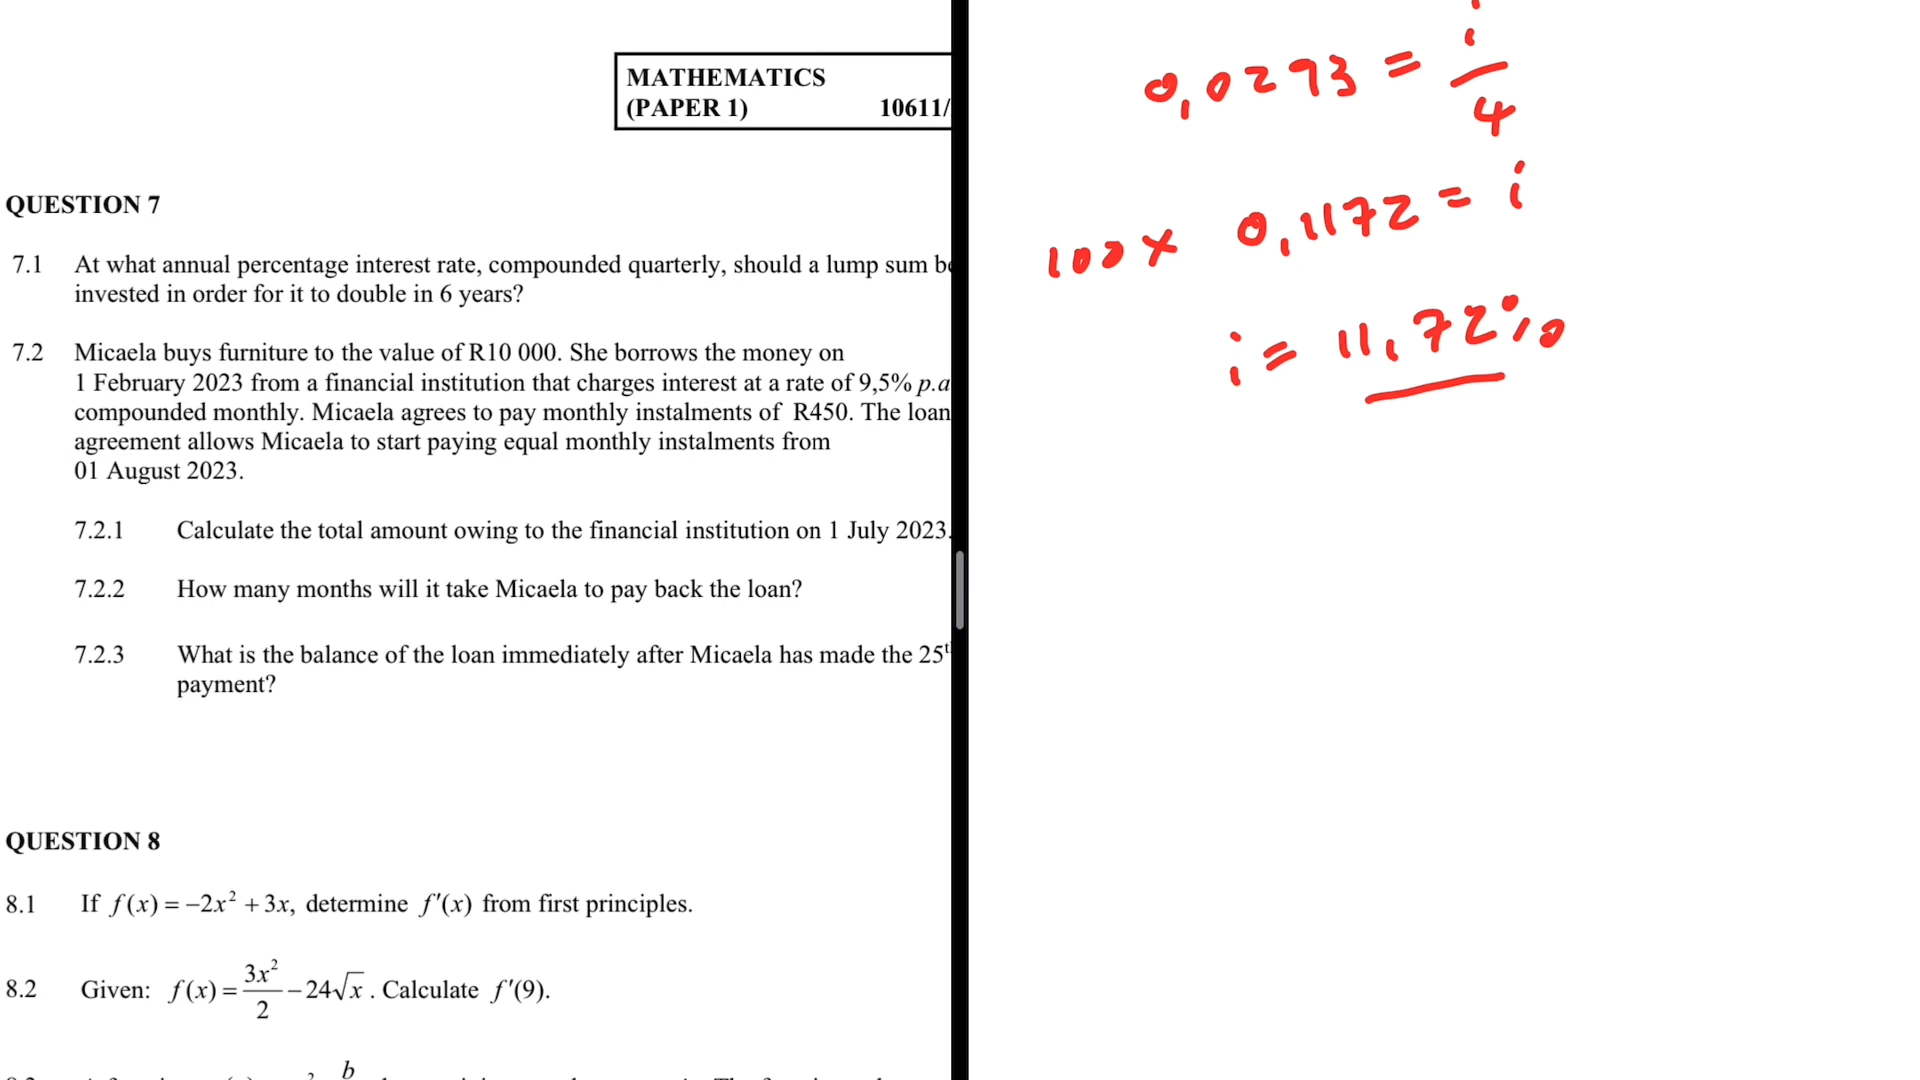 MATHEMATICS
(PAPER 1) 10611/
QUESTION 7
7.1 At what annual percentage interest rate, compounded quarterly, should a lump sum
invested in order for it to double in 6 years?
7.2 Micaela buys furniture to the value of R10 000. She borrows the money on
1 February 2023 from a financial institution that charges interest at a rate of 9,5% p.a
compounded monthly. Micaela agrees to pay monthly instalments of R450. The loan
agreement allows Micaela to start paying equal monthly instalments from
01 August 2023.
7.2.1 Calculate the total amount owing to the financial institution on 1 July 2023.
7.2.2 How many months will it take Micaela to pay back the loan?
7.2.3 What is the balance of the loan immediately after Micaela has made the 25ᵗ
payment?
QUESTION 8
8.1 If f(x) = −2x² + 3x, determine f′(x) from first principles.
8.2 Given: f(x) = 3x²/2 − 24√x . Calculate f′(9).
0,0293 = i/4
100 × 0,1172 = i
i = 11,72%